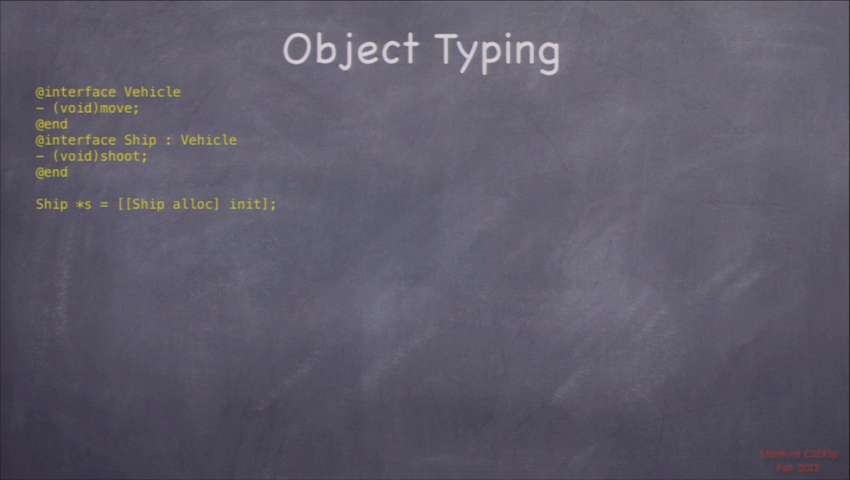 Object Typing
@interface Vehicle
- (void)move;
@end
@interface Ship : Vehicle
- (void)shoot;
@end
Ship *s = [[Ship alloc] init];
Stanford CS193p
Fall 2013